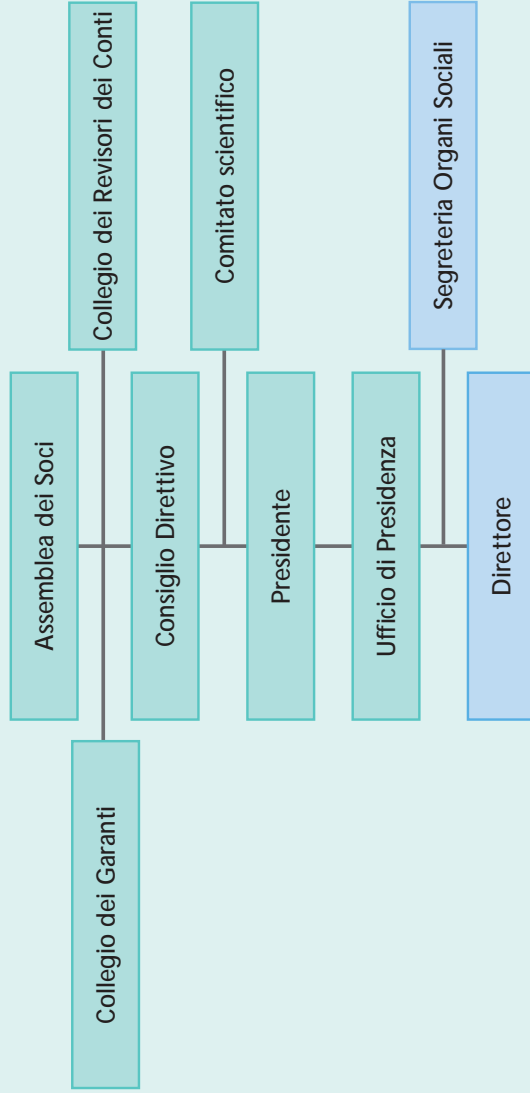 Assemblea dei Soci
Collegio dei Garanti
Collegio dei Revisori dei Conti
Consiglio Direttivo
Comitato scientifico
Presidente
Ufficio di Presidenza
Segreteria Organi Sociali
Direttore